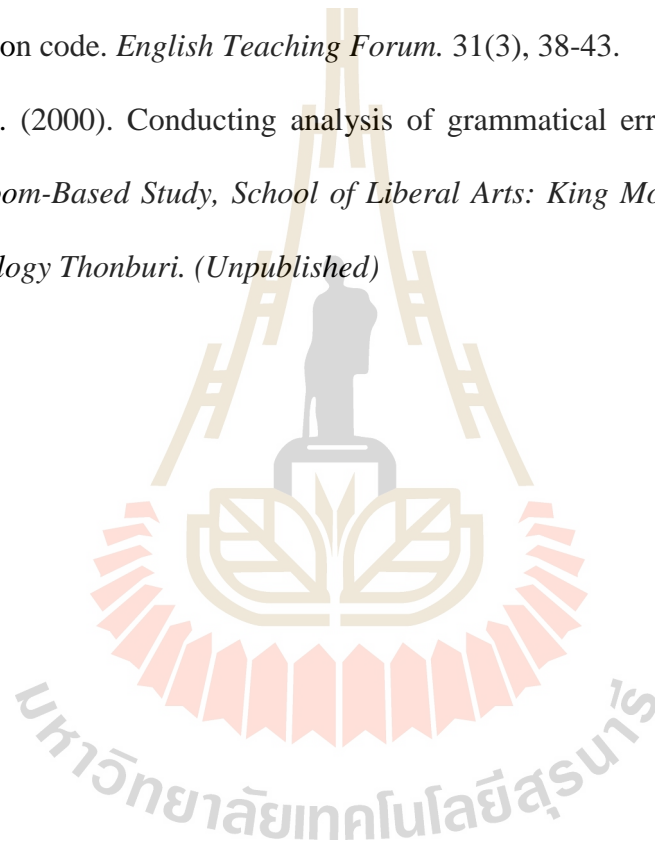 on code. English Teaching Forum. 31(3), 38-43.
. (2000). Conducting analysis of grammatical err
om-Based Study, School of Liberal Arts: King Mo
logy Thonburi. (Unpublished)
มหาวิทยาลัยเทคโนโลยีสุรนารี